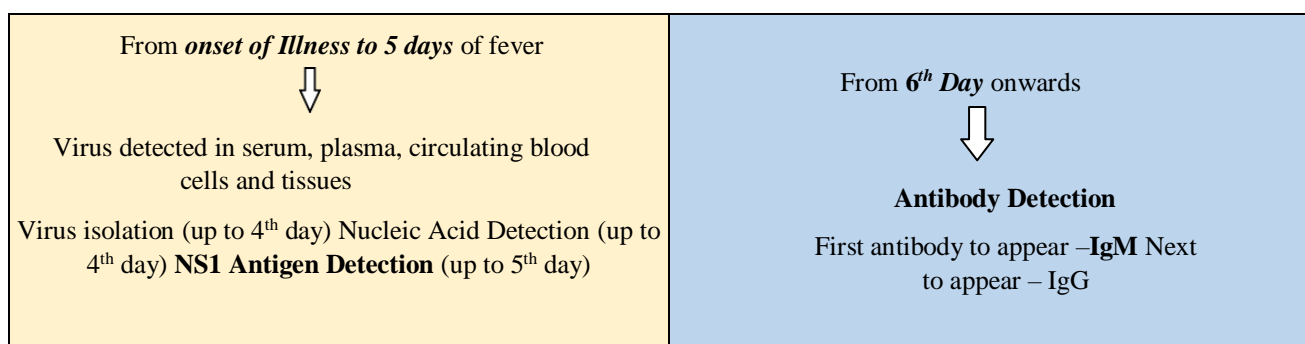 From onset of Illness to 5 days of fever
Virus detected in serum, plasma, circulating blood
cells and tissues
Virus isolation (up to 4th day) Nucleic Acid Detection (up to
4th day) NS1 Antigen Detection (up to 5th day)
From 6th Day onwards
Antibody Detection
First antibody to appear –IgM Next
to appear – IgG